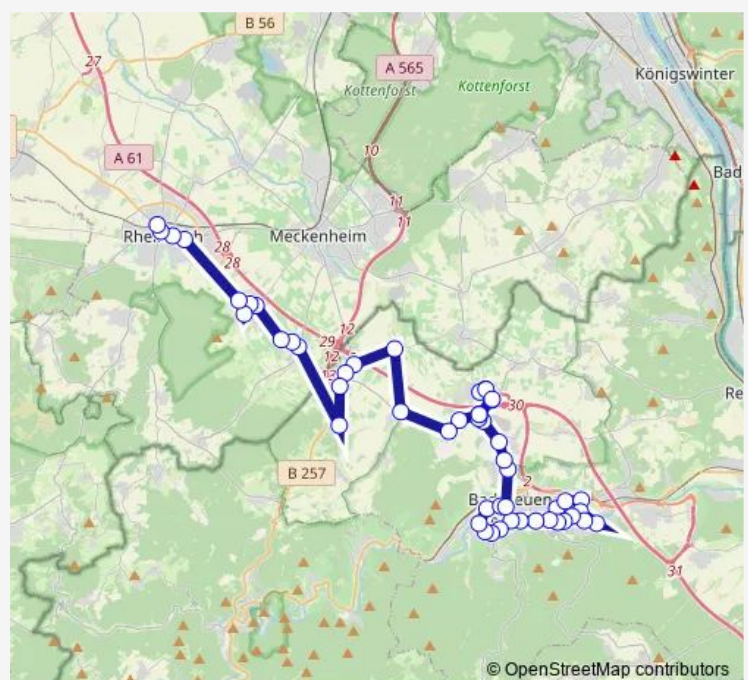 B 56
27
A 565
Kottenforst
Kottenforst
Königswinter
A 61
10
Bad
11
11
Meckenheim
28
28
12
29
12
30
Re
B 257
2
31
© OpenStreetMap contributors